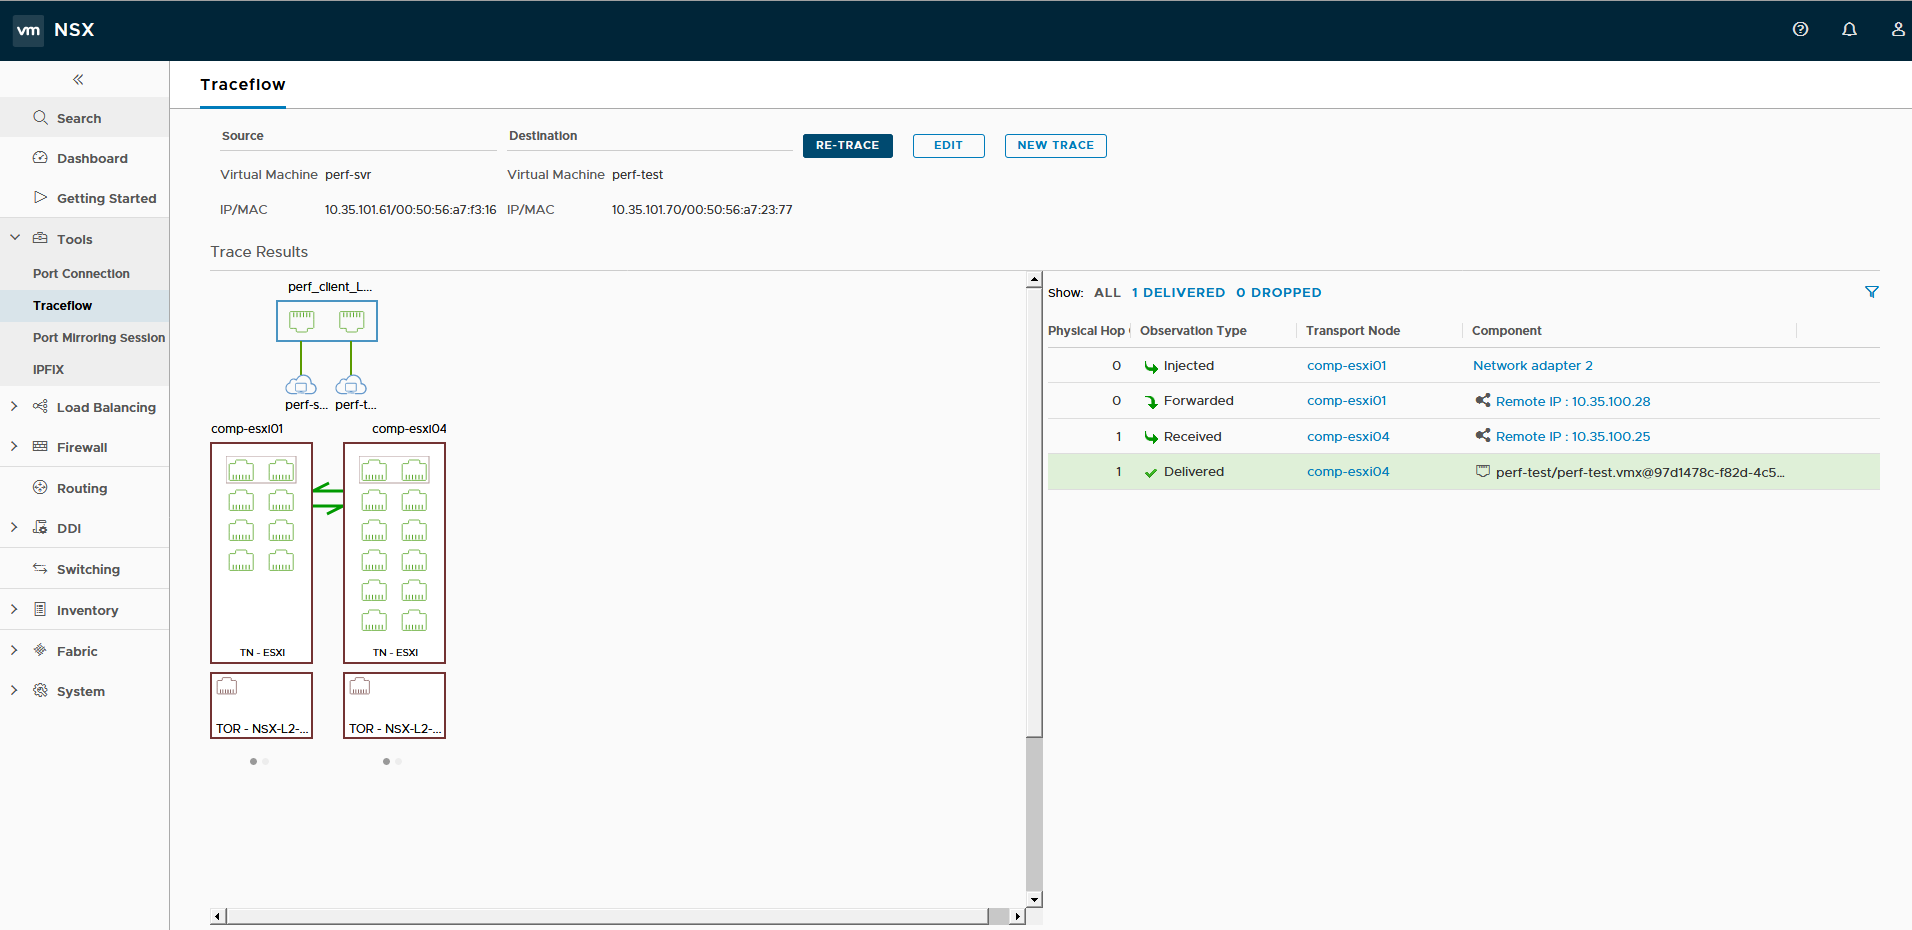 vm NSX
Traceflow
Search
Dashboard
Getting Started
Tools
Port Connection
Traceflow
Port Mirroring Session
IPFIX
Load Balancing
Firewall
Routing
DDI
Switching
Inventory
Fabric
System
Source
Destination
RE-TRACE
EDIT
NEW TRACE
Virtual Machine perf-svr
Virtual Machine perf-test
IP/MAC 10.35.101.61/00:50:56:a7:f3:16
IP/MAC 10.35.101.70/00:50:56:a7:23:77
Trace Results
perf_client_L...
perf-s... perf-t...
comp-esxi01 comp-esxi04
TN - ESXI TN - ESXI
TOR - NSX-L2-... TOR - NSX-L2-...
Show: ALL 1 DELIVERED 0 DROPPED
Physical Hop Observation Type Transport Node Component
0 Injected comp-esxi01 Network adapter 2
0 Forwarded comp-esxi01 Remote IP : 10.35.100.28
1 Received comp-esxi04 Remote IP : 10.35.100.25
1 Delivered comp-esxi04 perf-test/perf-test.vmx@97d1478c-f82d-4c5...